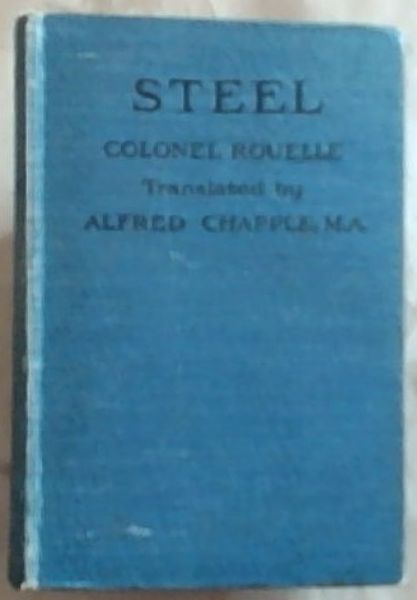 STEEL
COLONEL ROUELLE
Translated by
ALFRED CHAPPLE, M.A.